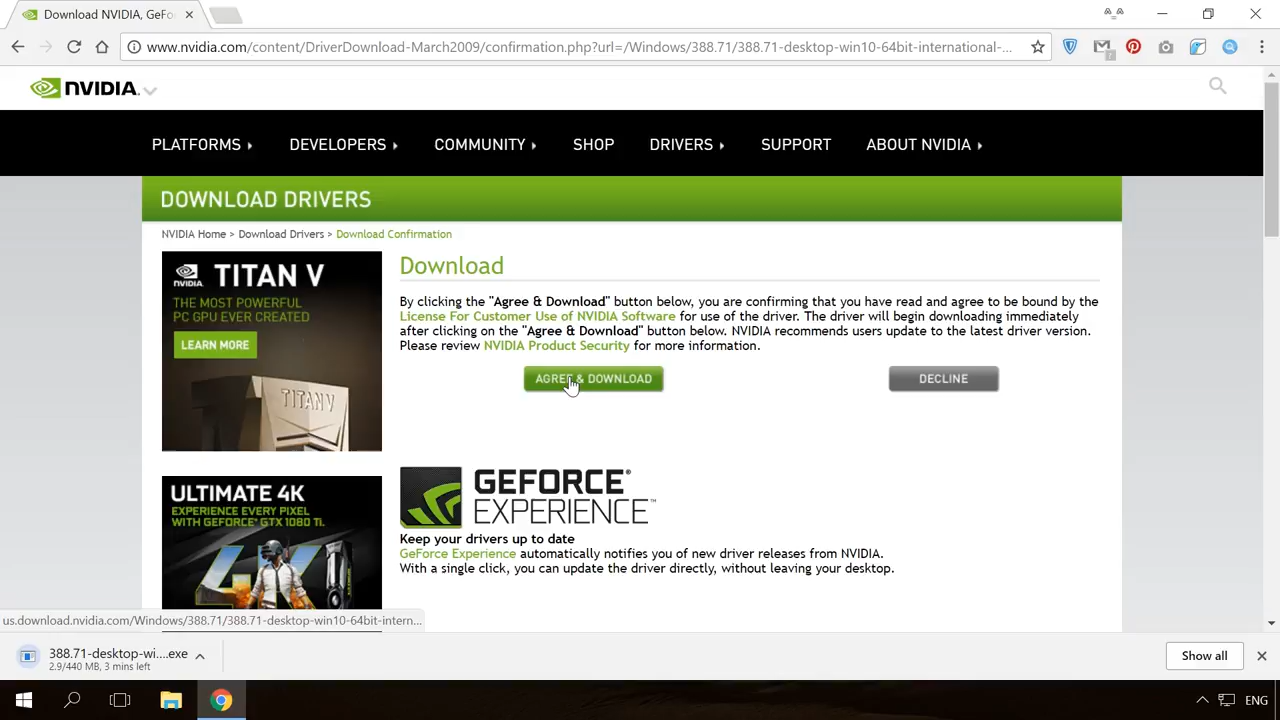 Download NVIDIA, GeFo
www.nvidia.com/content/DriverDownload-March2009/confirmation.php?url=/Windows/388.71/388.71-desktop-win10-64bit-international-...
7
NVIDIA.
PLATFORMS DEVELOPERS COMMUNITY SHOP DRIVERS SUPPORT ABOUT NVIDIA
DOWNLOAD DRIVERS
NVIDIA Home > Download Drivers > Download Confirmation
NVIDIA. TITAN V
THE MOST POWERFUL
PC GPU EVER CREATED
LEARN MORE
TITAN V
Download
By clicking the "Agree & Download" button below, you are confirming that you have read and agree to be bound by the
License For Customer Use of NVIDIA Software for use of the driver. The driver will begin downloading immediately
after clicking on the "Agree & Download" button below. NVIDIA recommends users update to the latest driver version.
Please review NVIDIA Product Security for more information.
AGREE & DOWNLOAD DECLINE
ULTIMATE 4K
EXPERIENCE EVERY PIXEL
WITH GEFORCE® GTX 1080 Ti.
4K
GEFORCE®
EXPERIENCE™
Keep your drivers up to date
GeForce Experience automatically notifies you of new driver releases from NVIDIA.
With a single click, you can update the driver directly, without leaving your desktop.
us.download.nvidia.com/Windows/388.71/388.71-desktop-win10-64bit-intern...
388.71-desktop-wi....exe
2.9/440 MB, 3 mins left
Show all
ENG